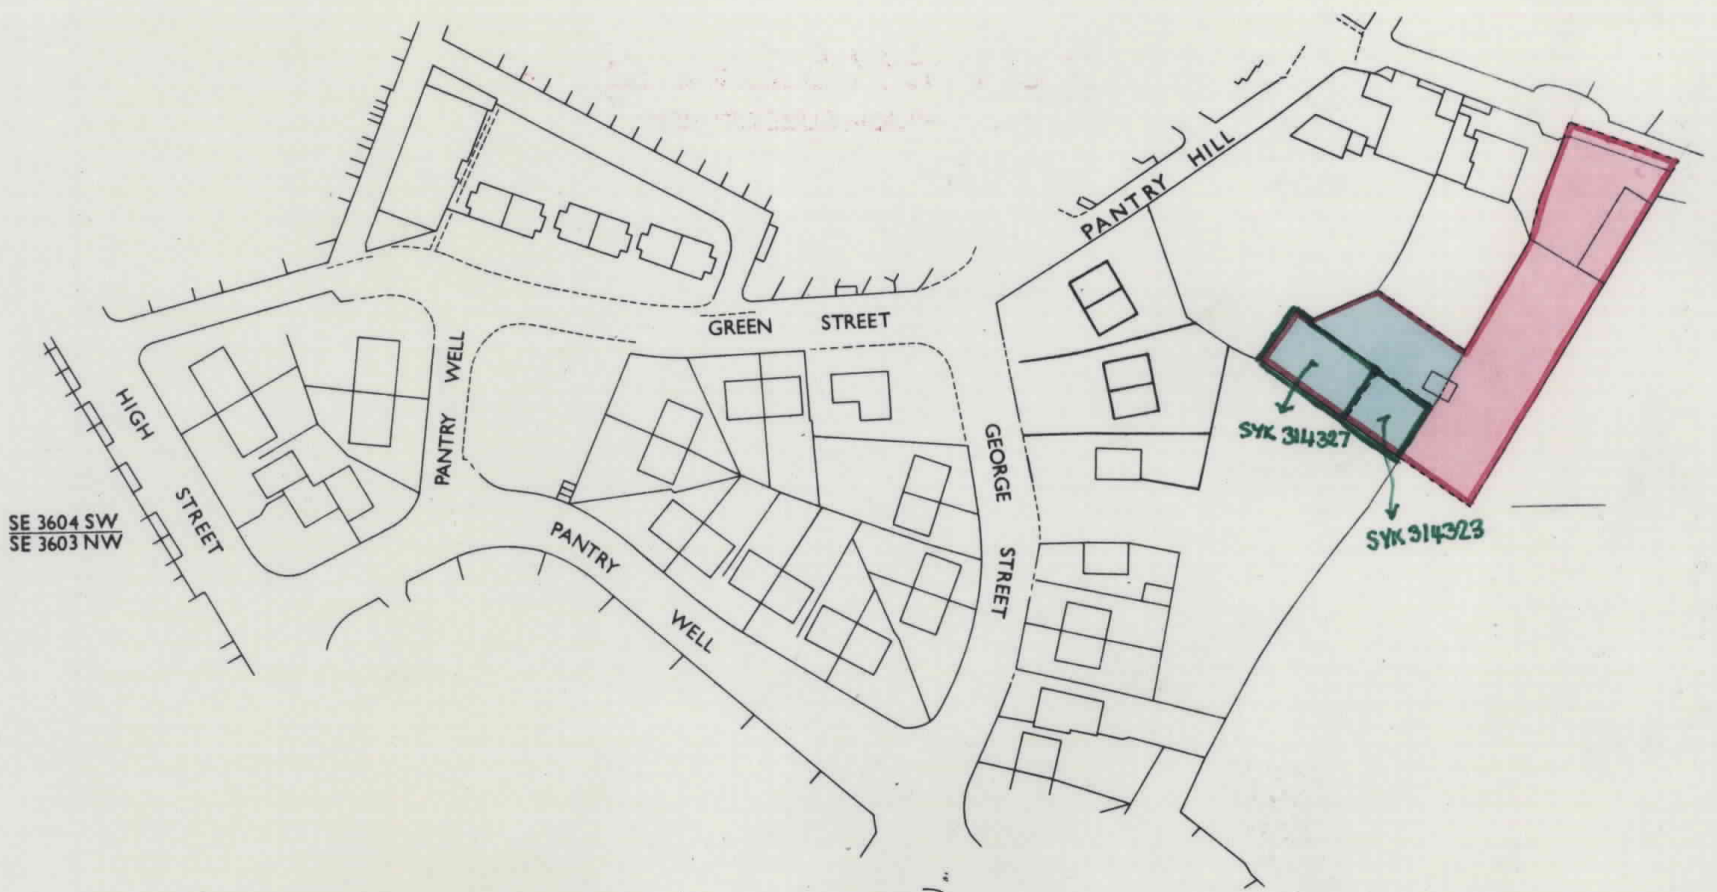 PANTRY HILL
GREEN STREET
PANTRY WELL
HIGH STREET
GEORGE STREET
SYK 314327
SYK 314323
SE 3604 SW
SE 3603 NW
PANTRY WELL